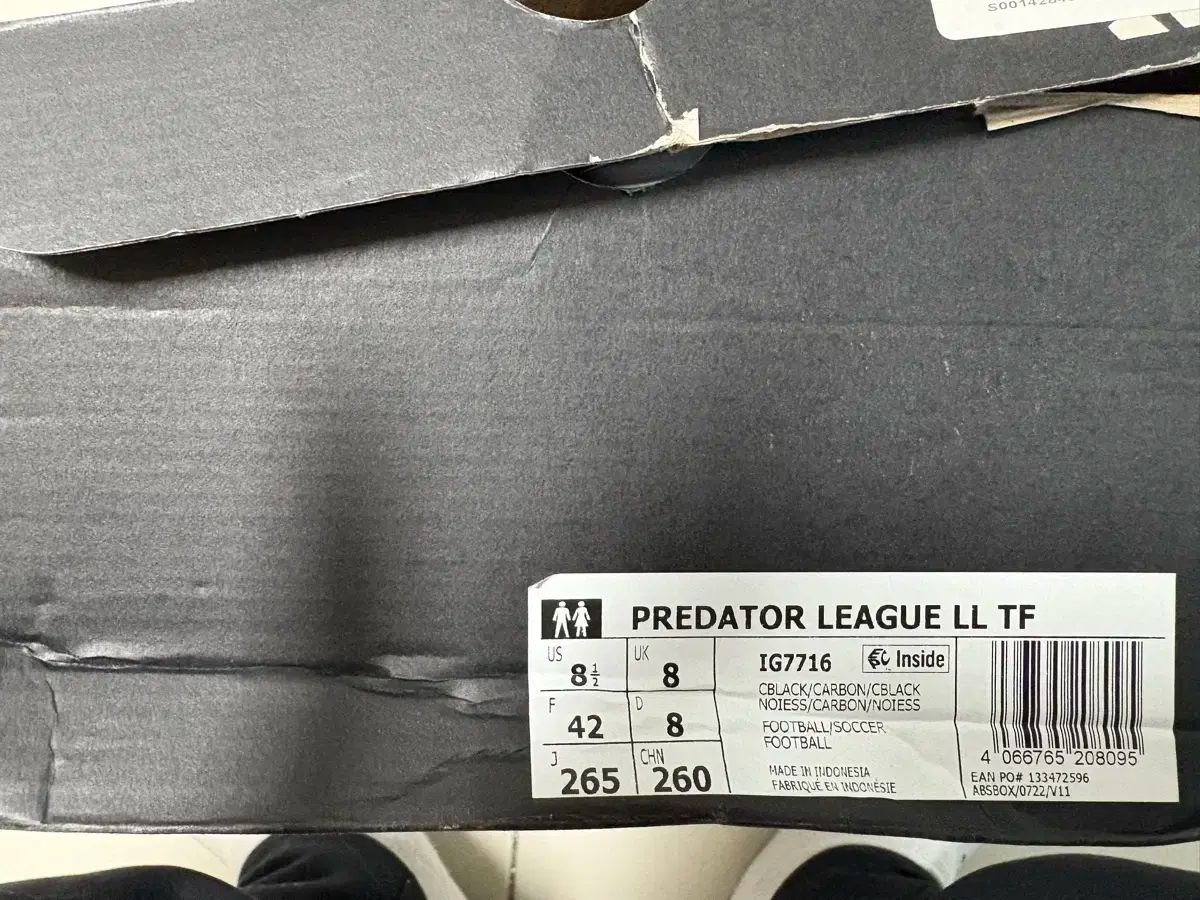 PREDATOR LEAGUE LL TF
US 8½ UK 8
F 42 D 8
J 265 CHN 260
IG7716
Inside
CBLACK/CARBON/CBLACK
NOIESS/CARBON/NOIESS
FOOTBALL/SOCCER
FOOTBALL
MADE IN INDONESIA
FABRIQUÉ EN INDONÉSIE
4 066765 208095
EAN PO# 133472596
ABSBOX/0722/V11